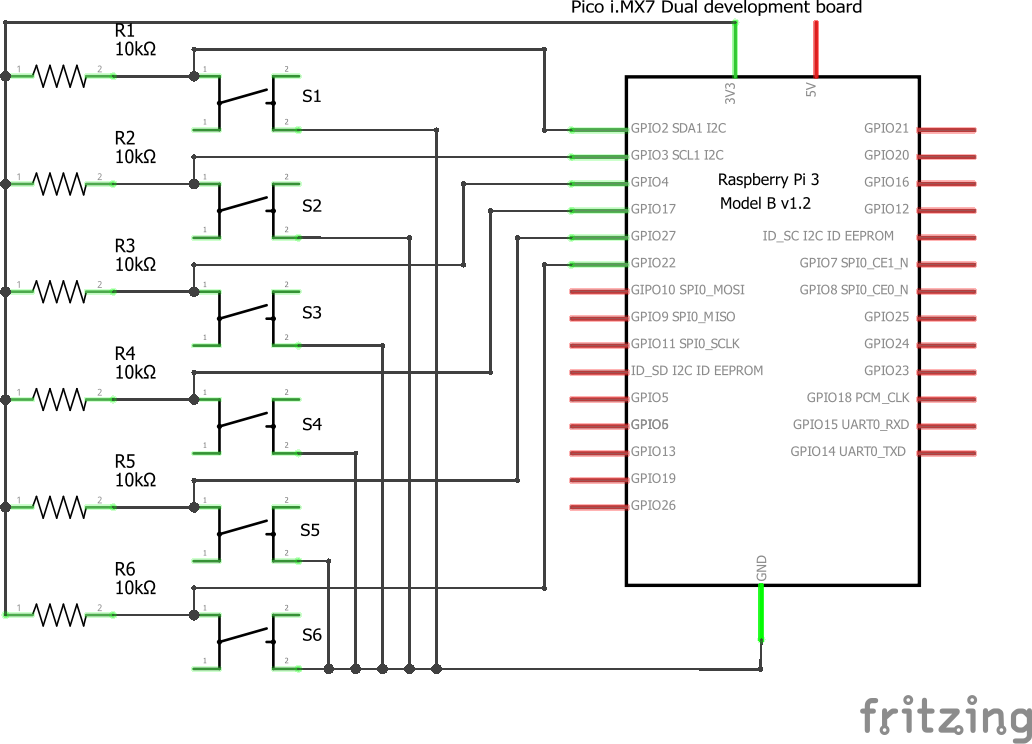 Pico i.MX7 Dual development board
R1
10kΩ
1
2
1
2
S1
1
2
R2
10kΩ
1
2
1
2
S2
1
2
R3
10kΩ
1
2
1
2
S3
1
2
R4
10kΩ
1
2
1
2
S4
1
2
R5
10kΩ
1
2
1
2
S5
1
2
R6
10kΩ
1
2
1
2
S6
1
2
3V3
5V
Raspberry Pi 3
Model B v1.2
GPIO2 SDA1 I2C
GPIO3 SCL1 I2C
GPIO4
GPIO17
GPIO27
GPIO22
GIPO10 SPI0_MOSI
GPIO9 SPI0_MISO
GPIO11 SPI0_SCLK
ID_SD I2C ID EEPROM
GPIO5
GPIO6
GPIO13
GPIO19
GPIO26
GPIO21
GPIO20
GPIO16
GPIO12
ID_SC I2C ID EEPROM
GPIO7 SPI0_CE1_N
GPIO8 SPI0_CE0_N
GPIO25
GPIO24
GPIO23
GPIO18 PCM_CLK
GPIO15 UART0_RXD
GPIO14 UART0_TXD
GND
fritzing